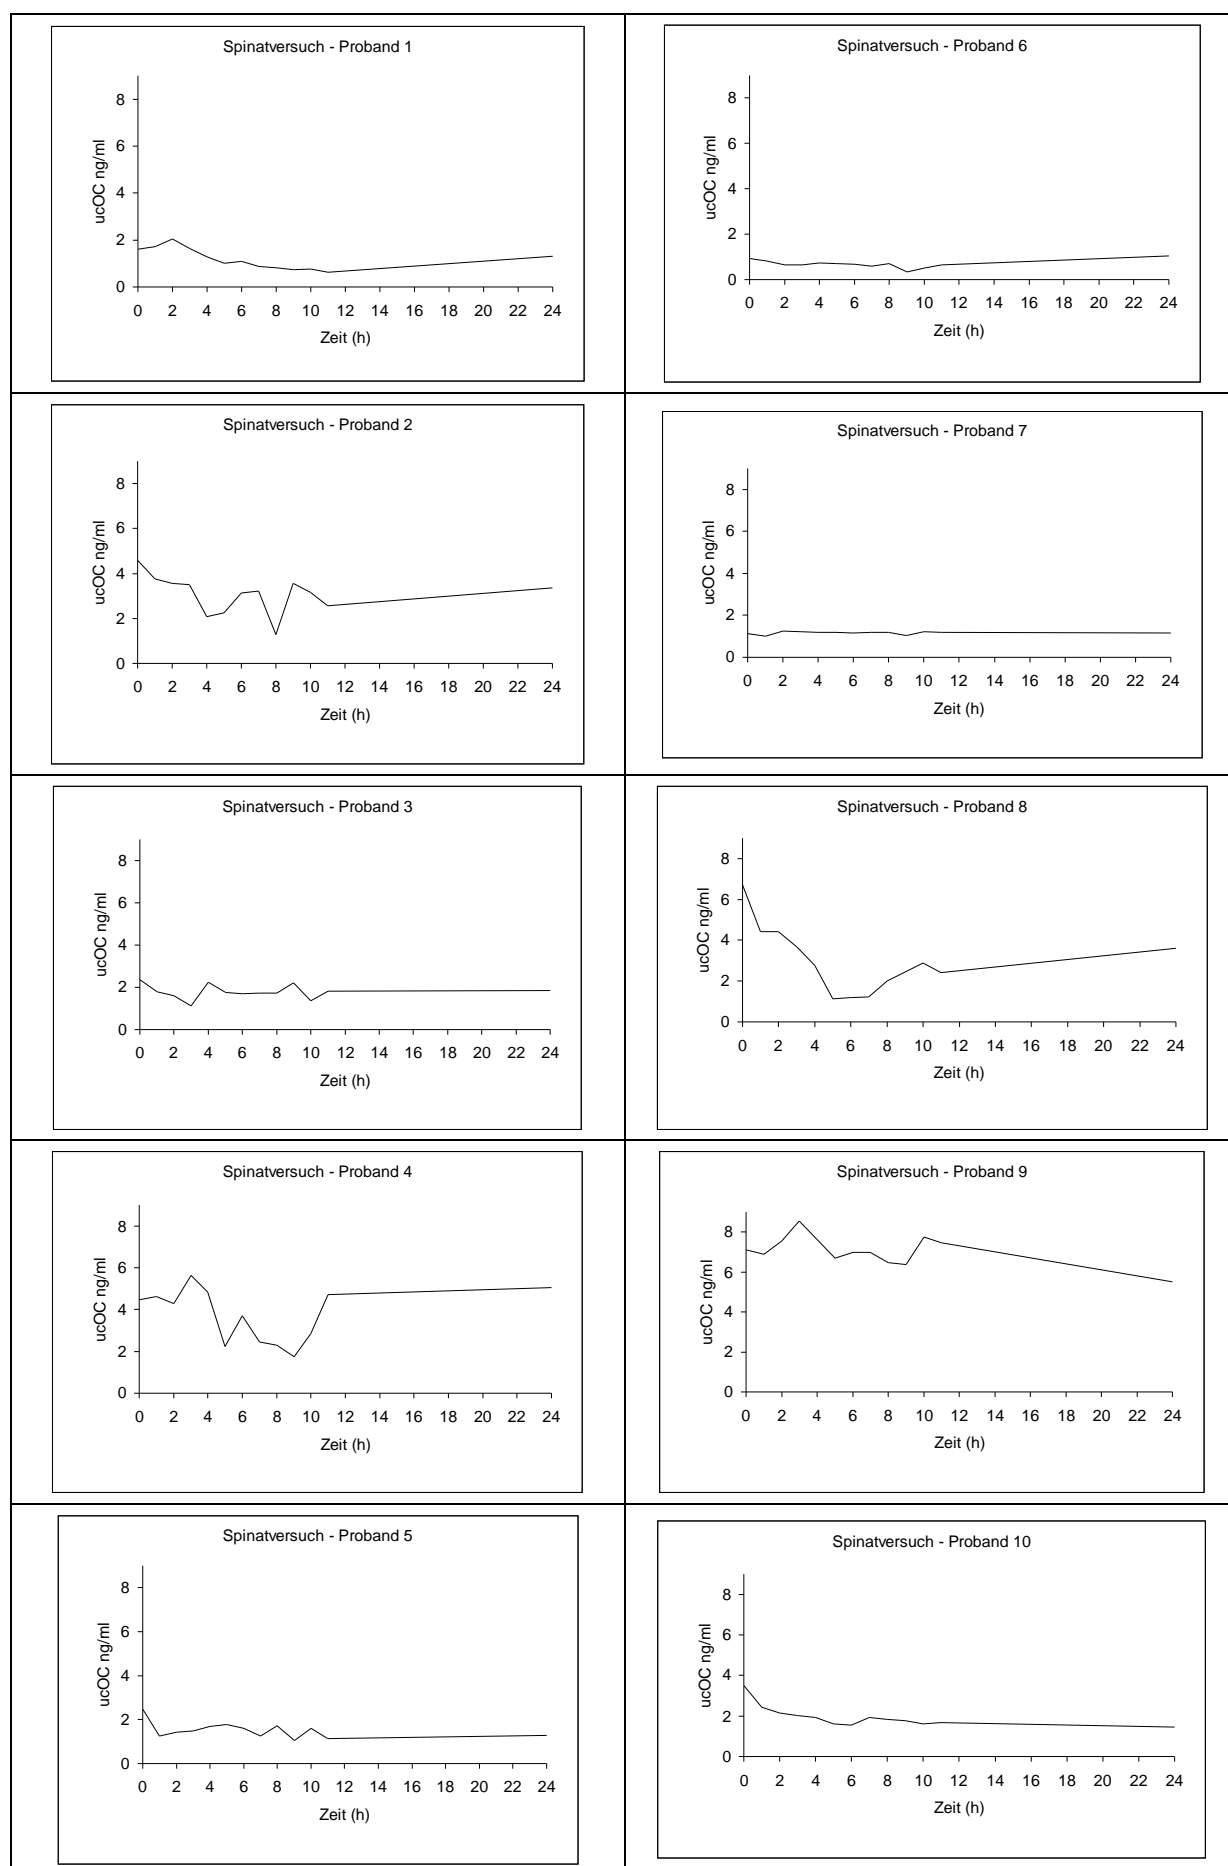 Spinatversuch - Proband 1
ucOC ng/ml
8
6
4
2
0
0 2 4 6 8 10 12 14 16 18 20 22 24
Zeit (h)
Spinatversuch - Proband 6
ucOC ng/ml
8
6
4
2
0
0 2 4 6 8 10 12 14 16 18 20 22 24
Zeit (h)
Spinatversuch - Proband 2
ucOC ng/ml
8
6
4
2
0
0 2 4 6 8 10 12 14 16 18 20 22 24
Zeit (h)
Spinatversuch - Proband 7
ucOC ng/ml
8
6
4
2
0
0 2 4 6 8 10 12 14 16 18 20 22 24
Zeit (h)
Spinatversuch - Proband 3
ucOC ng/ml
8
6
4
2
0
0 2 4 6 8 10 12 14 16 18 20 22 24
Zeit (h)
Spinatversuch - Proband 8
ucOC ng/ml
8
6
4
2
0
0 2 4 6 8 10 12 14 16 18 20 22 24
Zeit (h)
Spinatversuch - Proband 4
ucOC ng/ml
8
6
4
2
0
0 2 4 6 8 10 12 14 16 18 20 22 24
Zeit (h)
Spinatversuch - Proband 9
ucOC ng/ml
8
6
4
2
0
0 2 4 6 8 10 12 14 16 18 20 22 24
Zeit (h)
Spinatversuch - Proband 5
ucOC ng/ml
8
6
4
2
0
0 2 4 6 8 10 12 14 16 18 20 22 24
Zeit (h)
Spinatversuch - Proband 10
ucOC ng/ml
8
6
4
2
0
0 2 4 6 8 10 12 14 16 18 20 22 24
Zeit (h)